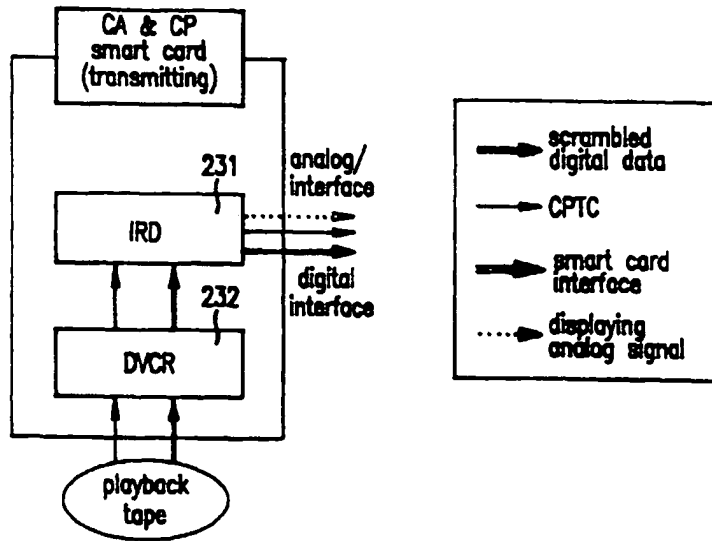 CA & CP
smart card
(transmitting)
231
analog/
interface
IRD
digital
interface
232
DVCR
playback
tape
scrambled
digital data
CPTC
smart card
interface
displaying
analog signal